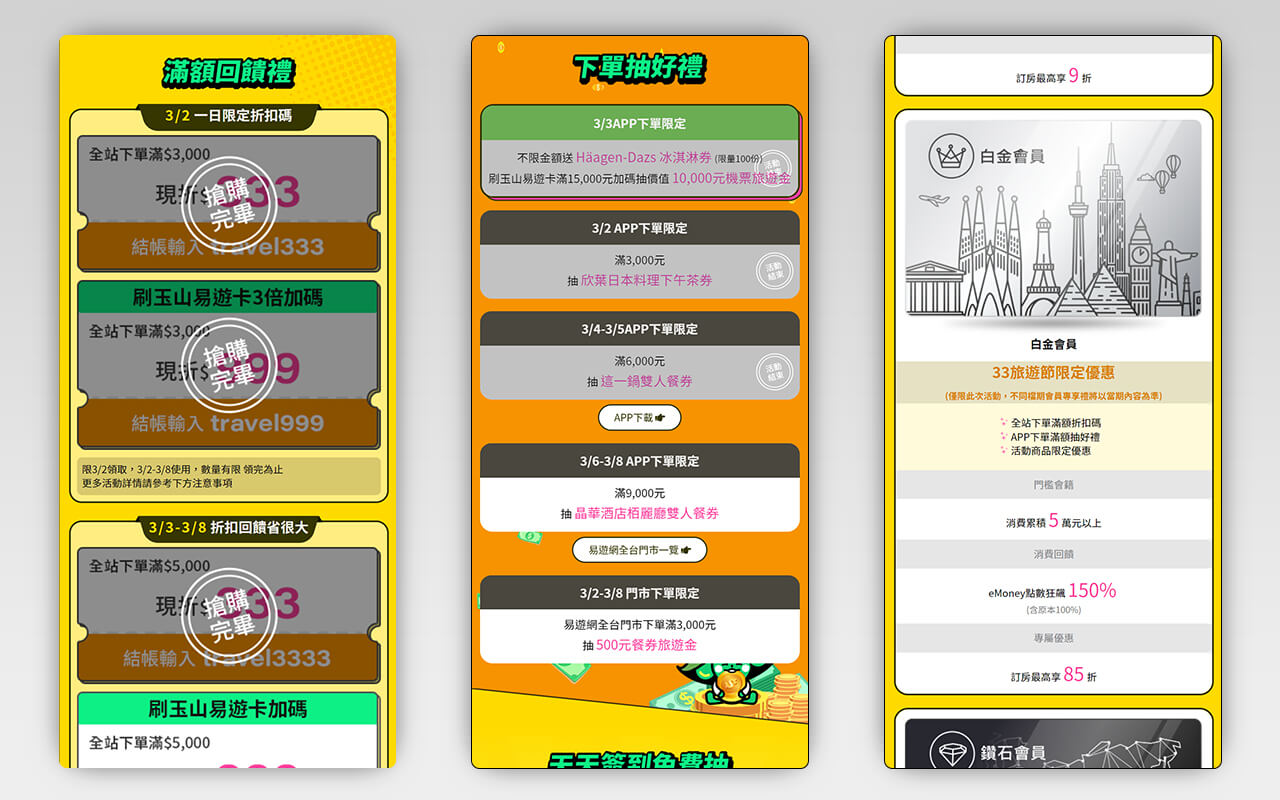 滿額回饋禮
3/2 一日限定折扣碼
全站下單滿$3,000
現折$333
搶購
完畢
結帳輸入 travel333
刷玉山易遊卡3倍加碼
全站下單滿$3,000
現折$999
搶購
完畢
結帳輸入 travel999
限3/2領取，3/2-3/8使用，數量有限 領完為止
更多活動詳情請參考下方注意事項
3/3-3/8 折扣回饋省很大
全站下單滿$5,000
現折$333
搶購
完畢
結帳輸入 travel3333
刷玉山易遊卡加碼
全站下單滿$5,000
下單抽好禮
3/3APP下單限定
不限金額送 Häagen-Dazs 冰淇淋券 (限量100份)
刷玉山易遊卡滿15,000元加碼抽價值 10,000元機票旅遊金
活動
結束
3/2 APP下單限定
滿3,000元
抽 欣葉日本料理下午茶券
活動
結束
3/4-3/5APP下單限定
滿6,000元
抽 這一鍋雙人餐券
活動
結束
APP下載
3/6-3/8 APP下單限定
滿9,000元
抽 晶華酒店栢麗廳雙人餐券
易遊網全台門市一覽
3/2-3/8 門市下單限定
易遊網全台門市下單滿3,000元
抽 500元餐券旅遊金
天天簽到免費抽
訂房最高享 9 折
白金會員
白金會員
33旅遊節限定優惠
(僅限此次活動，不同檔期會員專享禮將以當期內容為準)
全站下單滿額折扣碼
APP下單滿額抽好禮
活動商品限定優惠
門檻會籍
消費累積 5 萬元以上
消費回饋
eMoney點數狂飆 150%
(含原本100%)
專屬優惠
訂房最高享 85 折
鑽石會員